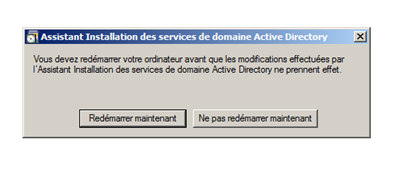 Assistant Installation des services de domaine Active Directory
Vous devez redémarrer votre ordinateur avant que les modifications effectuées par
l'Assistant Installation des services de domaine Active Directory ne prennent effet.
Redémarrer maintenant
Ne pas redémarrer maintenant